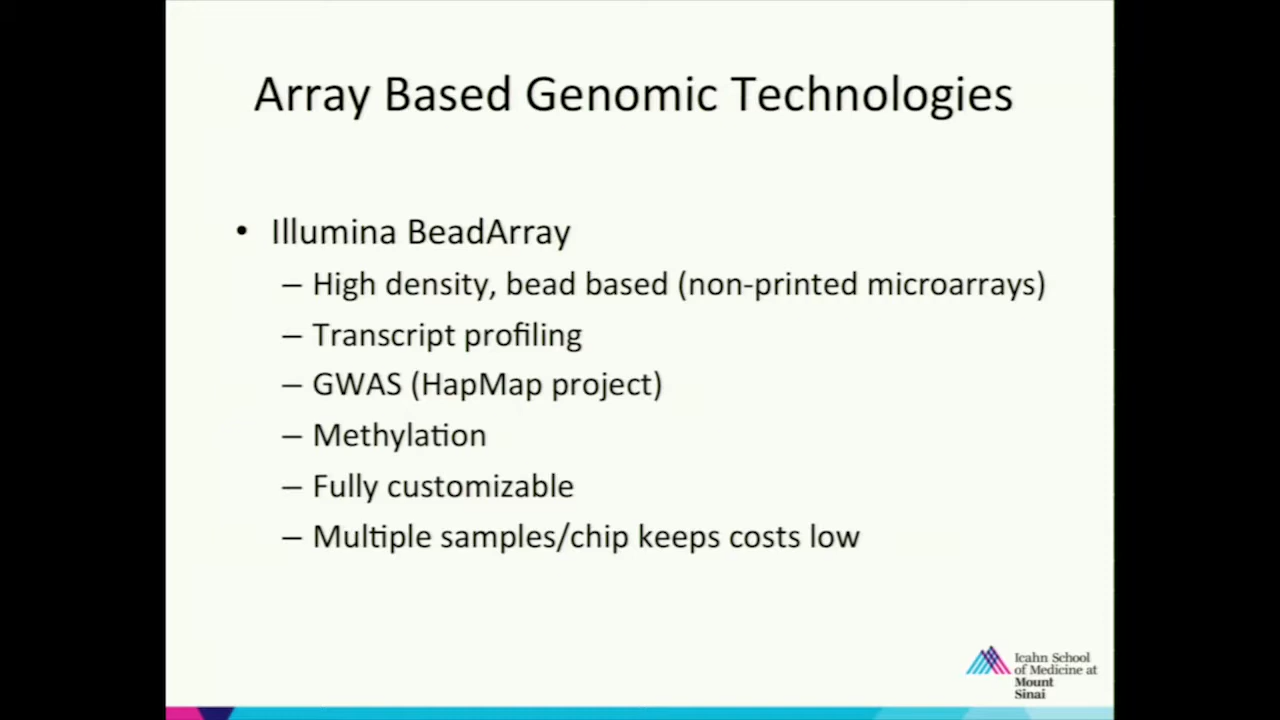 Array Based Genomic Technologies
• Illumina BeadArray
– High density, bead based (non-printed microarrays)
– Transcript profiling
– GWAS (HapMap project)
– Methylation
– Fully customizable
– Multiple samples/chip keeps costs low
Icahn School
of Medicine at
Mount
Sinai